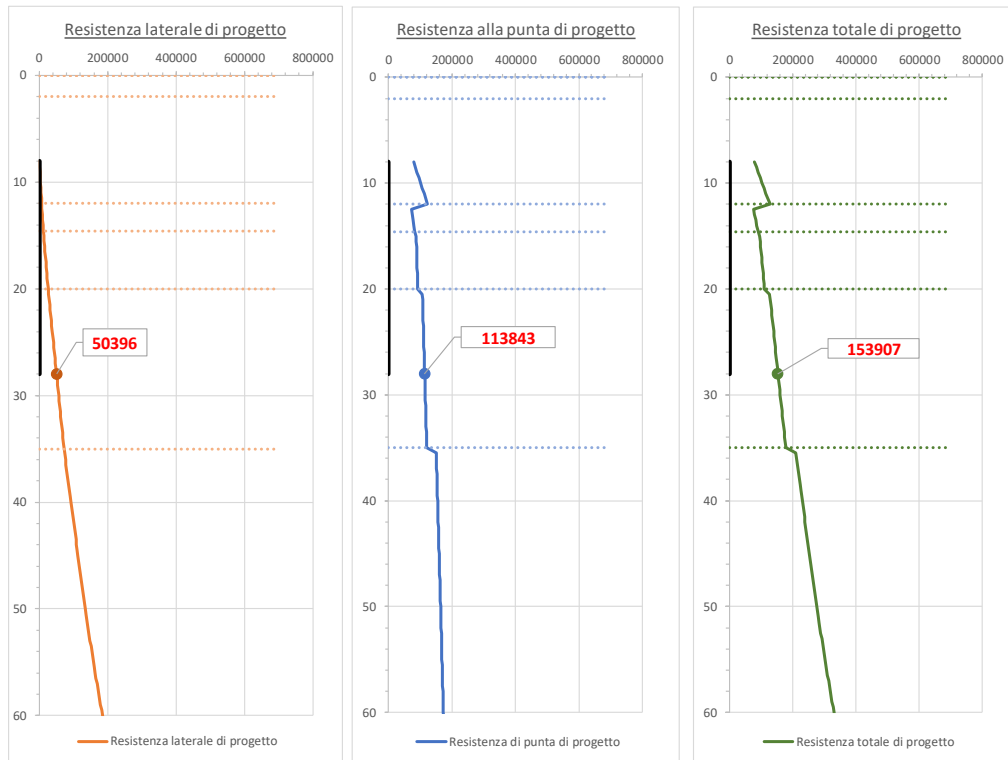 Resistenza laterale di progetto
0 200000 400000 600000 800000
0
10
20
30
40
50
60
50396
Resistenza laterale di progetto
Resistenza alla punta di progetto
0 200000 400000 600000 800000
0
10
20
30
40
50
60
113843
Resistenza di punta di progetto
Resistenza totale di progetto
0 200000 400000 600000 800000
0
10
20
30
40
50
60
153907
Resistenza totale di progetto